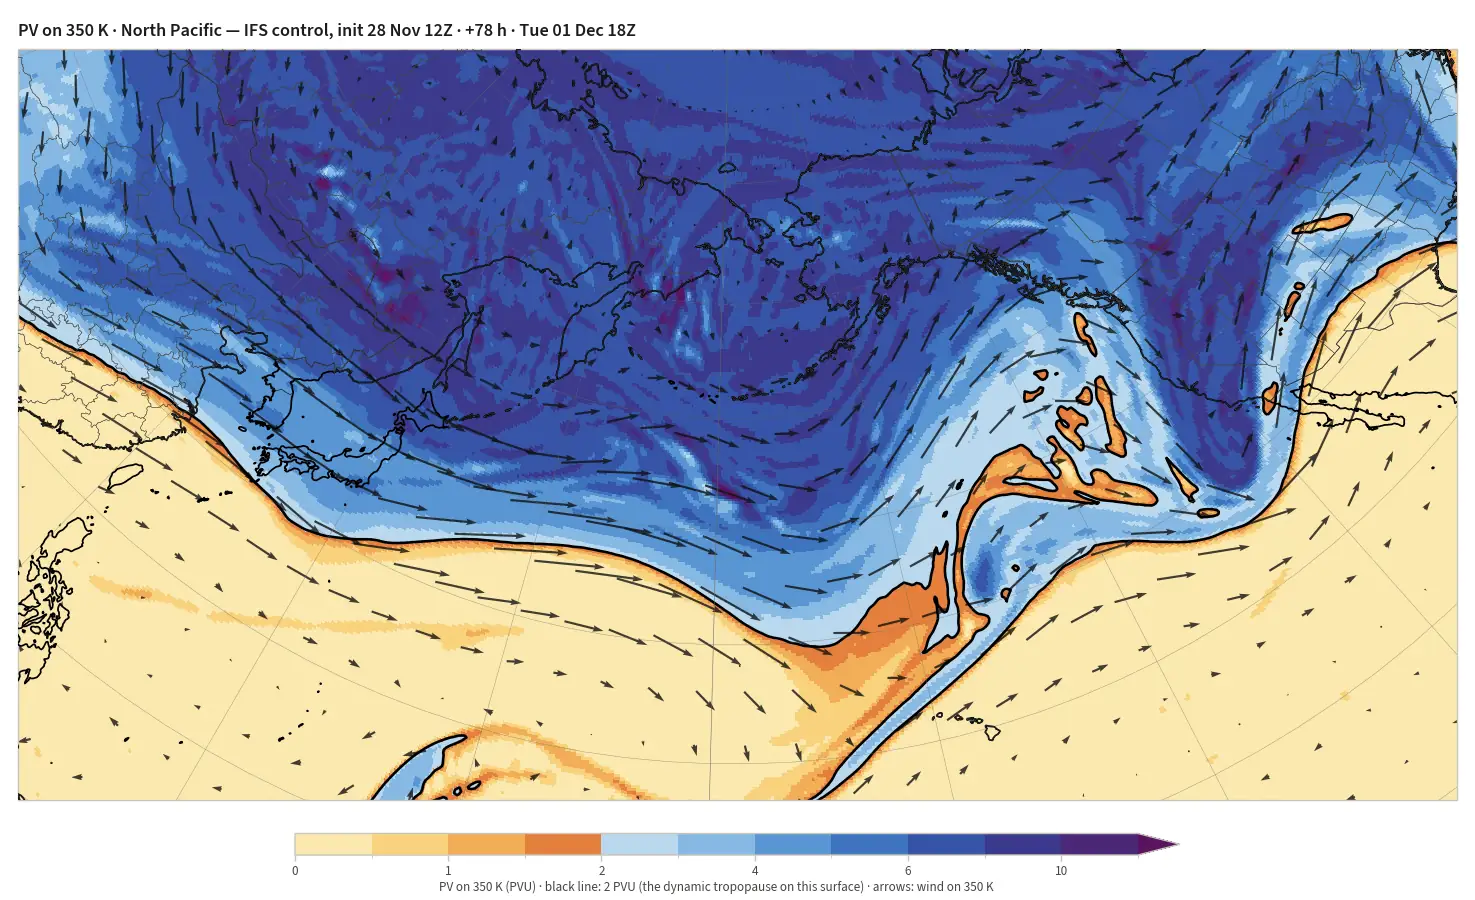 PV on 350 K · North Pacific — IFS control, init 28 Nov 12Z · +78 h · Tue 01 Dec 18Z
0 1 2 4 6 10
PV on 350 K (PVU) · black line: 2 PVU (the dynamic tropopause on this surface) · arrows: wind on 350 K